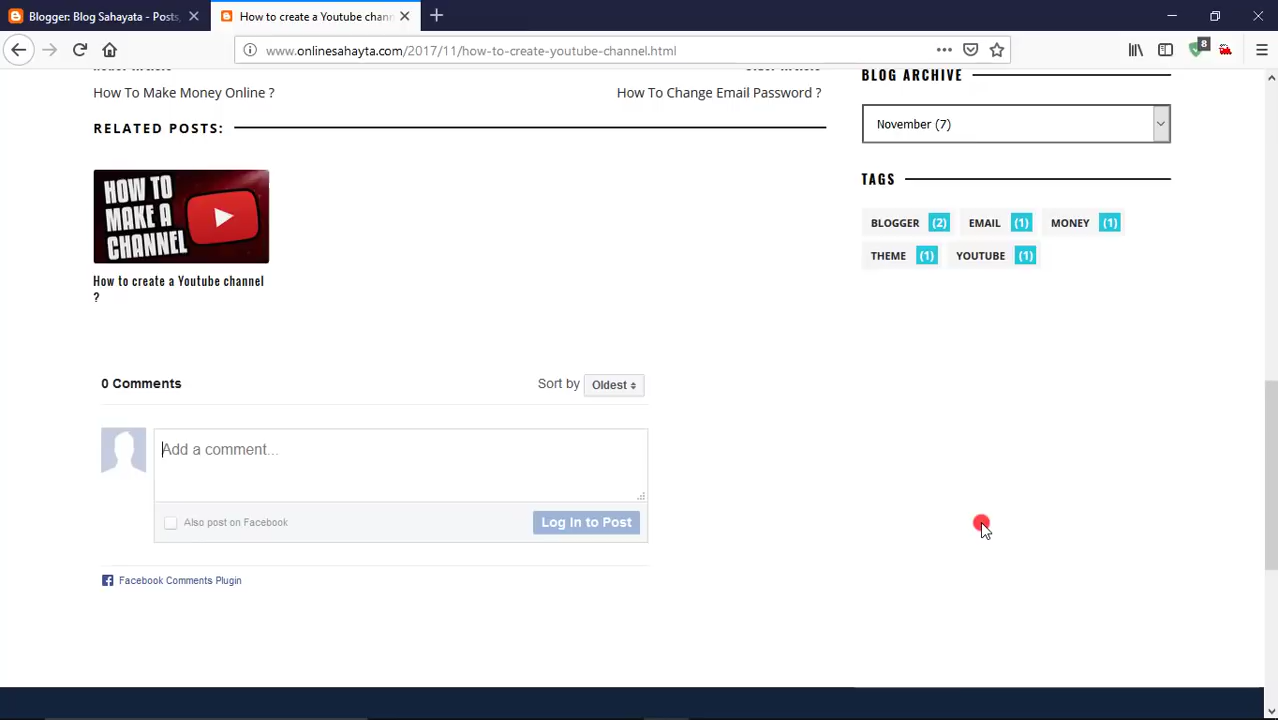 Blogger: Blog Sahayata - Posts
How to create a Youtube chann
www.onlinesahayta.com/2017/11/how-to-create-youtube-channel.html
8
BLOG ARCHIVE
How To Make Money Online ?
How To Change Email Password ?
November (7)
RELATED POSTS:
TAGS
HOW TO
MAKE A
CHANNEL
BLOGGER (2)
EMAIL (1)
MONEY (1)
THEME (1)
YOUTUBE (1)
How to create a Youtube channel
?
0 Comments
Sort by Oldest
Add a comment...
Also post on Facebook
Log In to Post
Facebook Comments Plugin